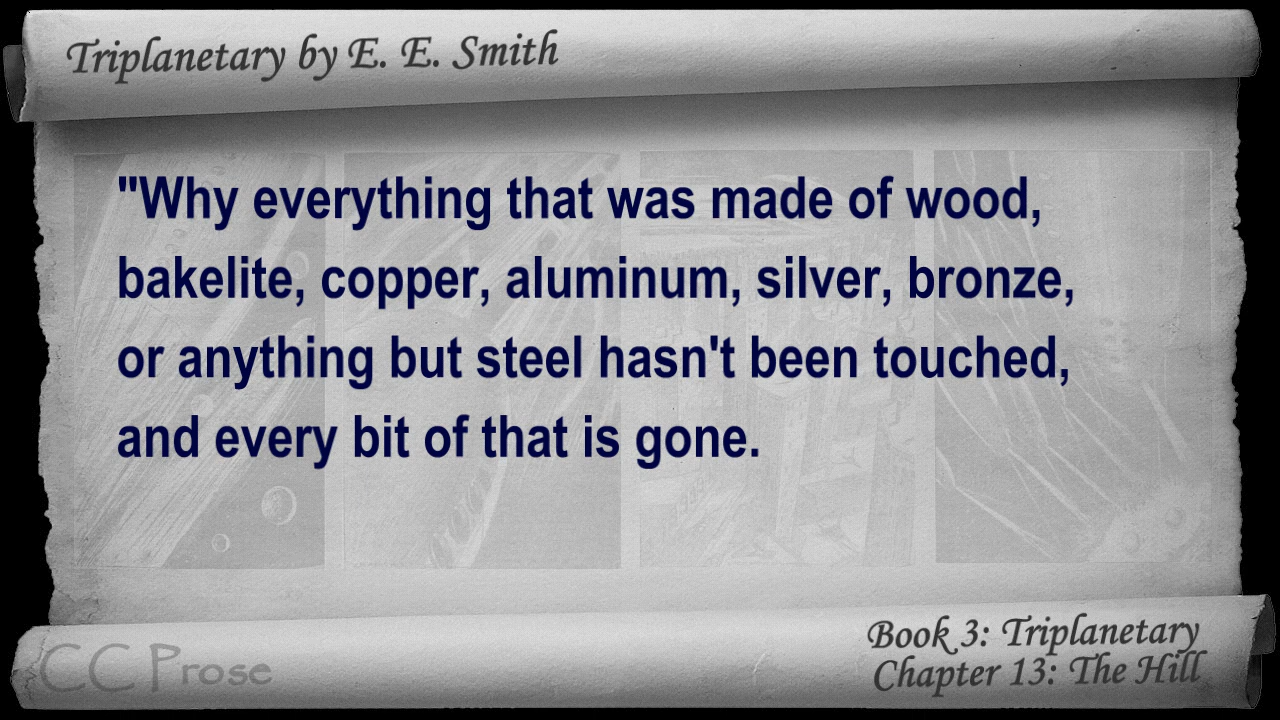 Triplanetary by E. E. Smith
"Why everything that was made of wood,
bakelite, copper, aluminum, silver, bronze,
or anything but steel hasn't been touched,
and every bit of that is gone.
Book 3: Triplanetary
Chapter 13: The Hill
CC Prose